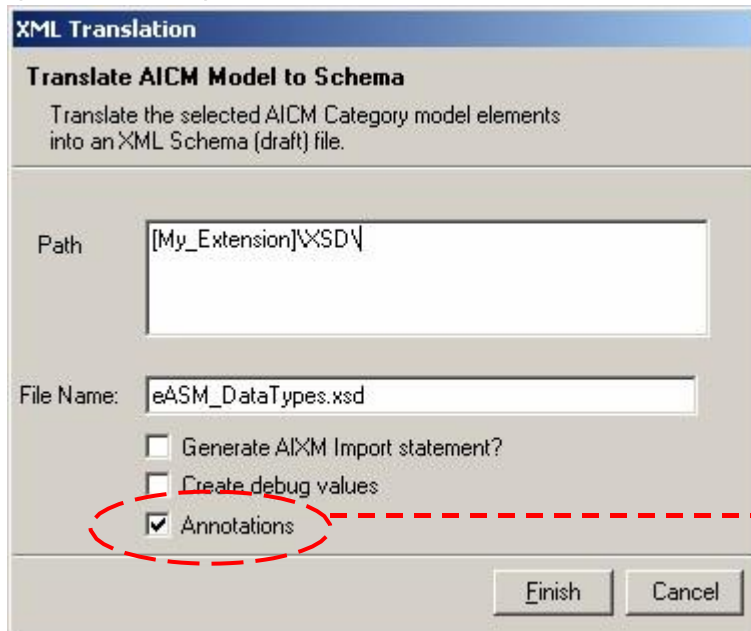 XML Translation
Translate AICM Model to Schema
Translate the selected AICM Category model elements
into an XML Schema (draft) file.
Path
[My_Extension]\XSD\
File Name:
eASM_DataTypes.xsd
Generate AIXM Import statement?
Create debug values
Annotations
Finish
Cancel